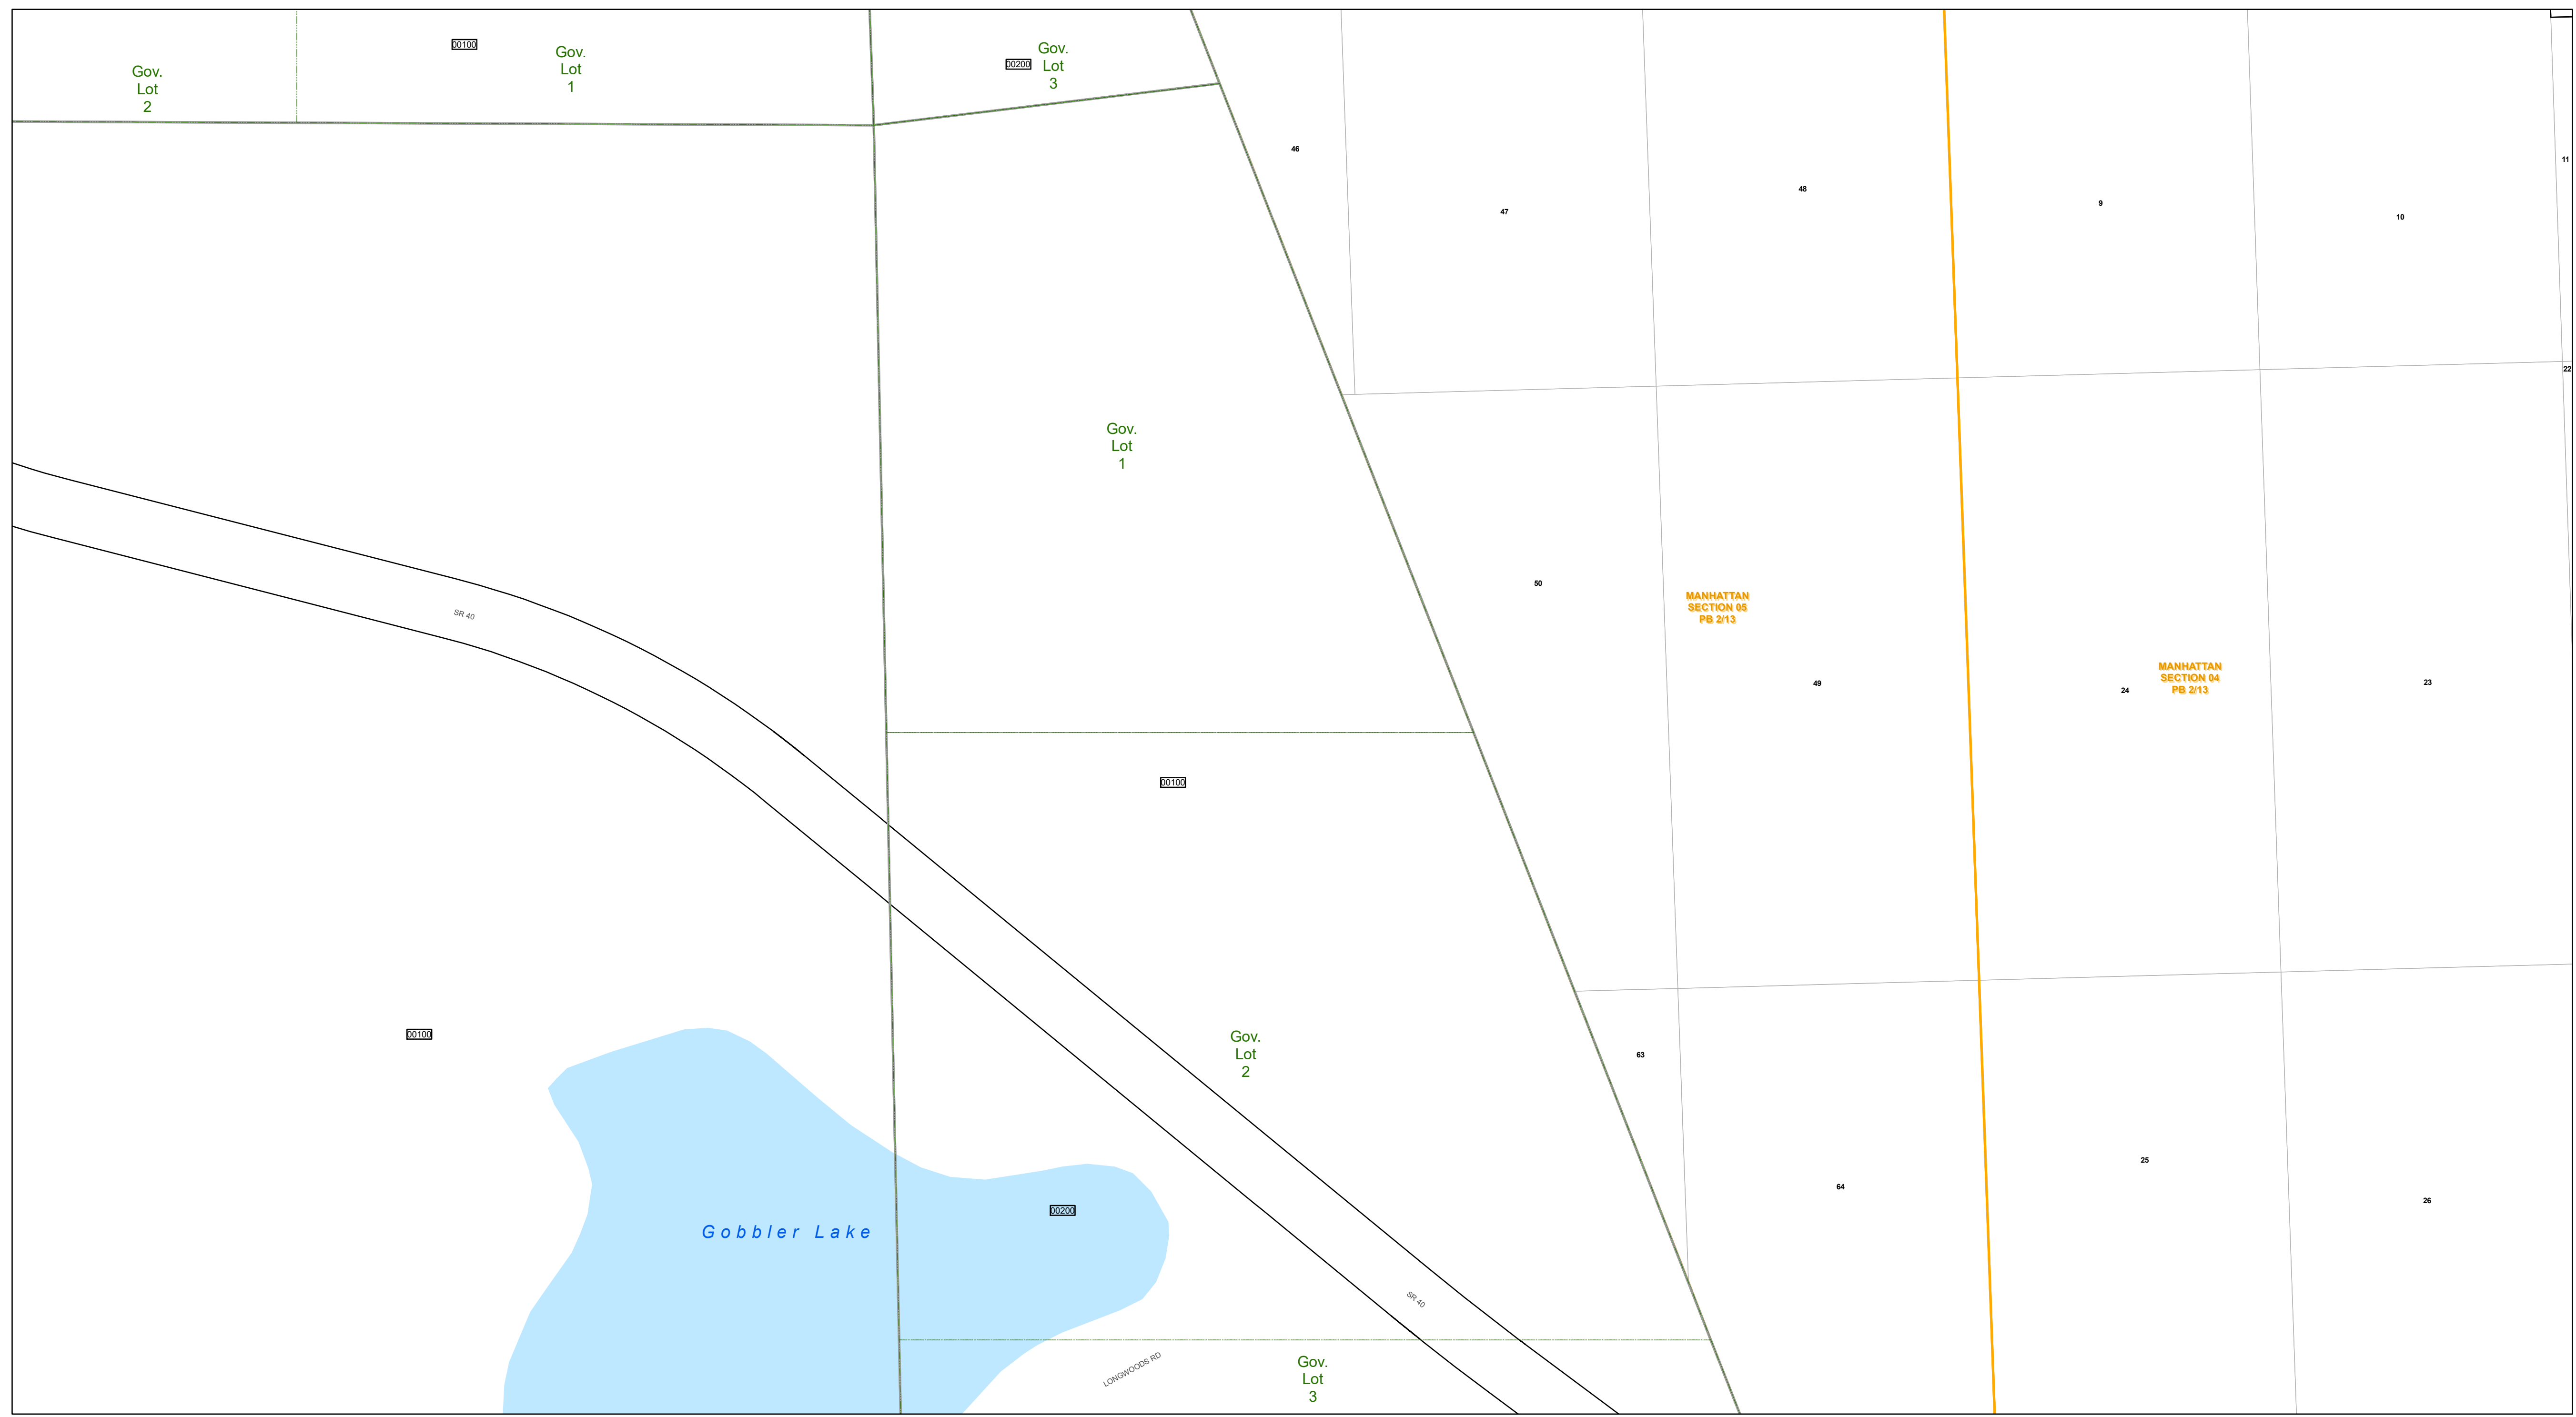 00100
Gov.
Lot
1
Gov.
Lot
2
00200
Gov.
Lot
3
46
47
48
9
10
11
22
Gov.
Lot
1
50
MANHATTAN
SECTION 05
PB 2/13
49
MANHATTAN
SECTION 04
PB 2/13
24
23
SR 40
00100
00100
Gov.
Lot
2
63
64
25
26
00200
Gobbler Lake
SR 40
LONGWOODS RD
Gov.
Lot
3